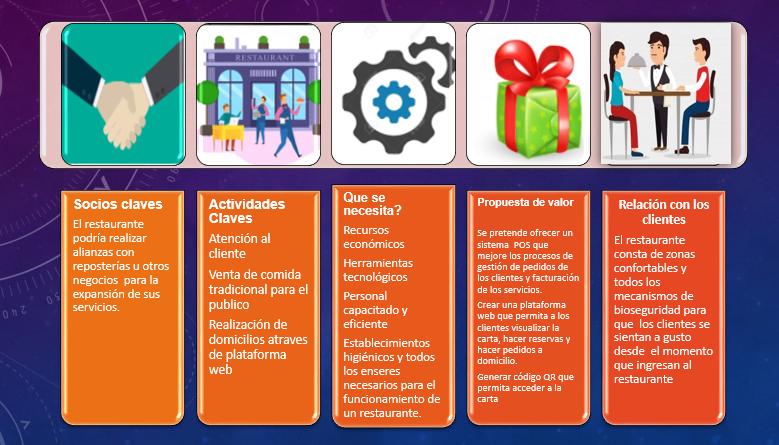 RESTAURANT
Socios claves
El restaurante
podría realizar
alianzas con
reposterías u otros
negocios para la
expansión de sus
servicios.
Actividades
Claves
Atención al
cliente
Venta de comida
tradicional para el
publico
Realización de
domicilios atraves
de plataforma
web
Que se
necesita?
Recursos
económicos
Herramientas
tecnológicos
Personal
capacitado y
eficiente
Establecimientos
higiénicos y todos
los enseres
necesarios para el
funcionamiento de
un restaurante.
Propuesta de valor
Se pretende ofrecer un
sistema POS que
mejore los procesos de
gestión de pedidos de
los clientes y facturación
de los servicios.
Crear una plataforma
web que permita a los
clientes visualizar la
carta, hacer reservas y
hacer pedidos a
domicilio.
Generar código QR que
permita acceder a la
carta
Relación con los
clientes
El restaurante
consta de zonas
confortables y
todos los
mecanismos de
bioseguridad para
que los clientes se
sientan a gusto
desde el momento
que ingresan al
restaurante